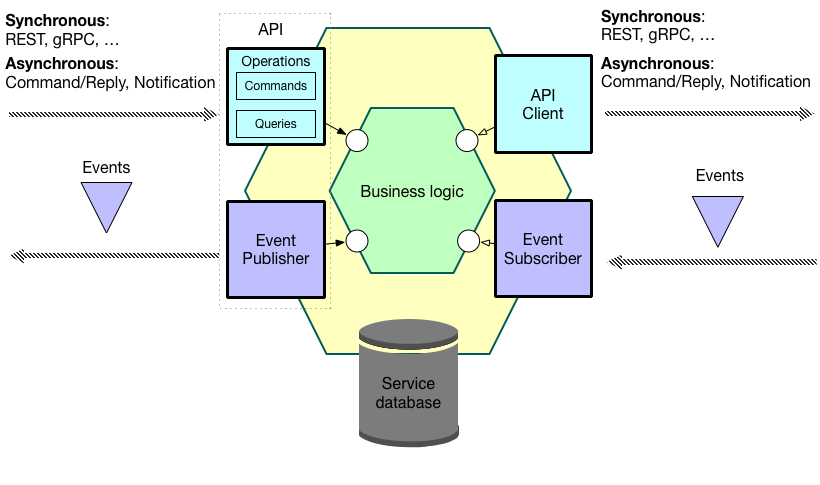 Synchronous:
REST, gRPC, …
Asynchronous:
Command/Reply, Notification
Events
API
Operations
Commands
Queries
Event
Publisher
Business logic
API
Client
Event
Subscriber
Service
database
Synchronous:
REST, gRPC, …
Asynchronous:
Command/Reply, Notification
Events